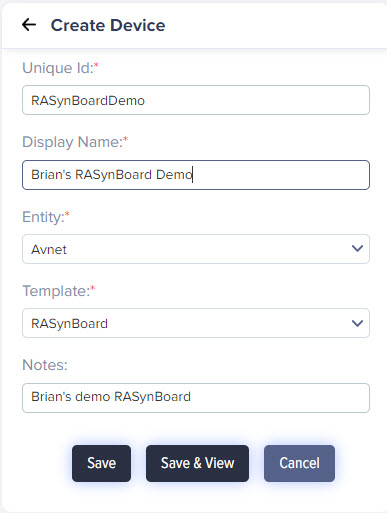 Create Device
Unique Id:*
RASynBoardDemo
Display Name:*
Brian's RASynBoard Demo
Entity:*
Avnet
Template:*
RASynBoard
Notes:
Brian's demo RASynBoard
Save Save & View Cancel